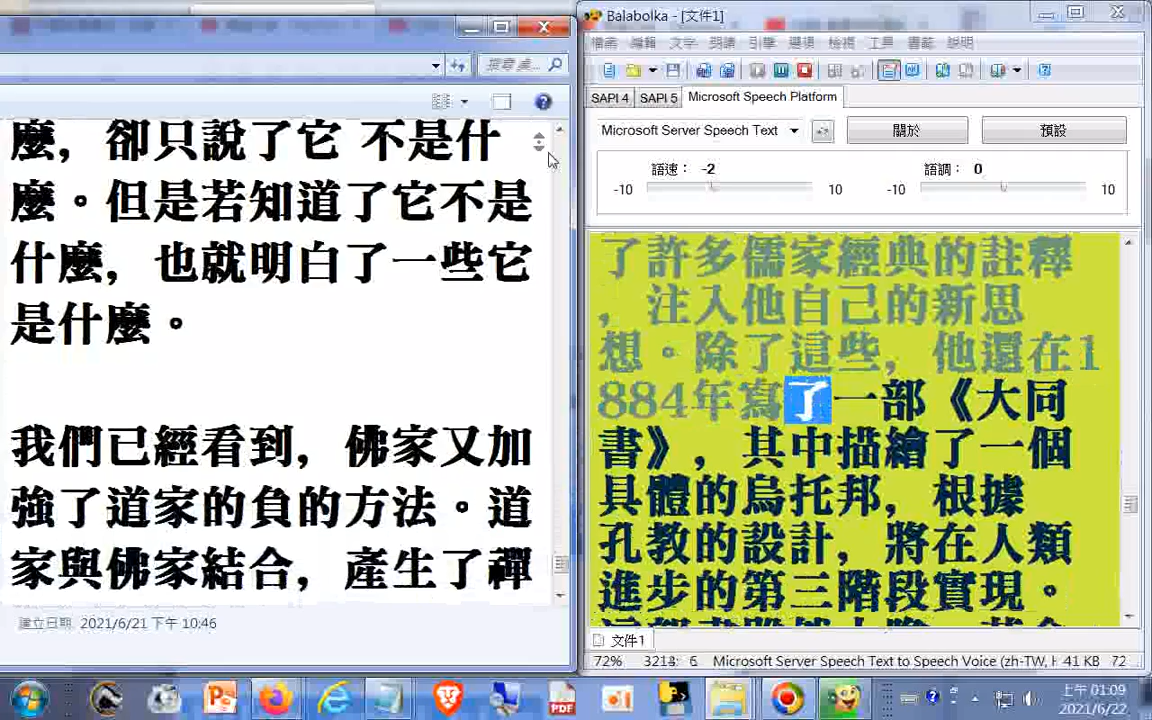 麼，卻只說了它 不是什
麼。但是若知道了它不是
什麼，也就明白了一些它
是什麼。
我們已經看到，佛家又加
強了道家的負的方法。道
家與佛家結合，產生了禪
建立日期: 2021/6/21 下午 10:46
Balabolka - [文件1]
檔案 編輯 文字 朗讀 引擎 選項 檢視 工具 書籤 說明
SAPI 4 SAPI 5 Microsoft Speech Platform
Microsoft Server Speech Text 關於 預設
語速： -2 語調： 0
-10 10 -10 10
了許多儒家經典的註釋
，注入他自己的新思
想。除了這些，他還在1
884年寫了一部《大同
書》，其中描繪了一個
具體的烏托邦，根據
孔教的設計，將在人類
進步的第三階段實現。
文件1
72% 3218: 6 Microsoft Server Speech Text to Speech Voice (zh-TW, H 41 KB 72
上午 01:09
2021/6/22